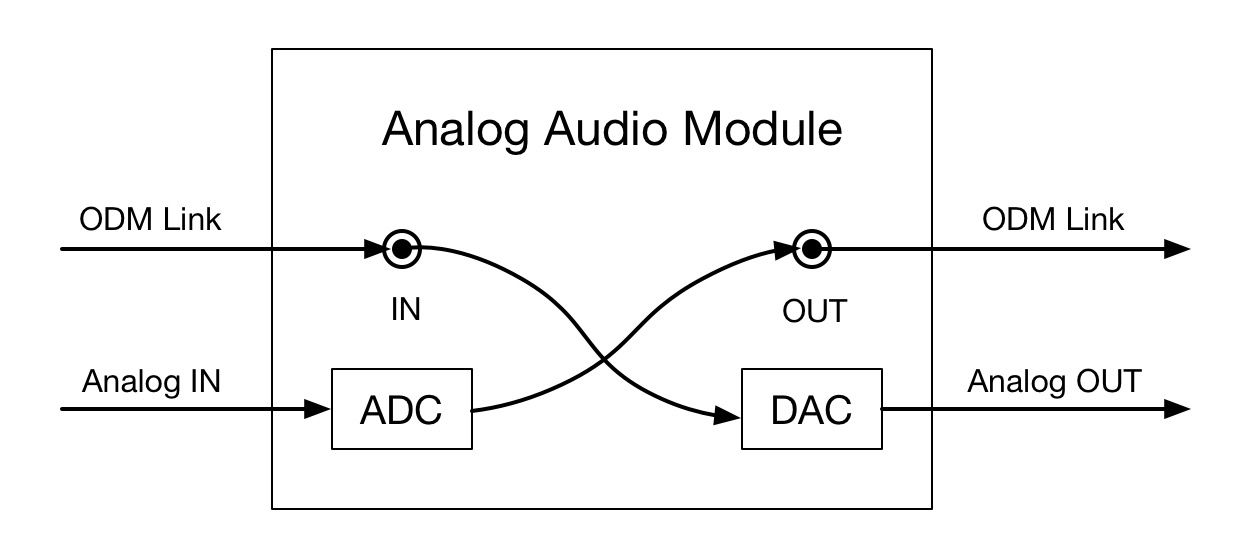 Analog Audio Module
ODM Link
ODM Link
IN
OUT
Analog IN
Analog OUT
ADC
DAC